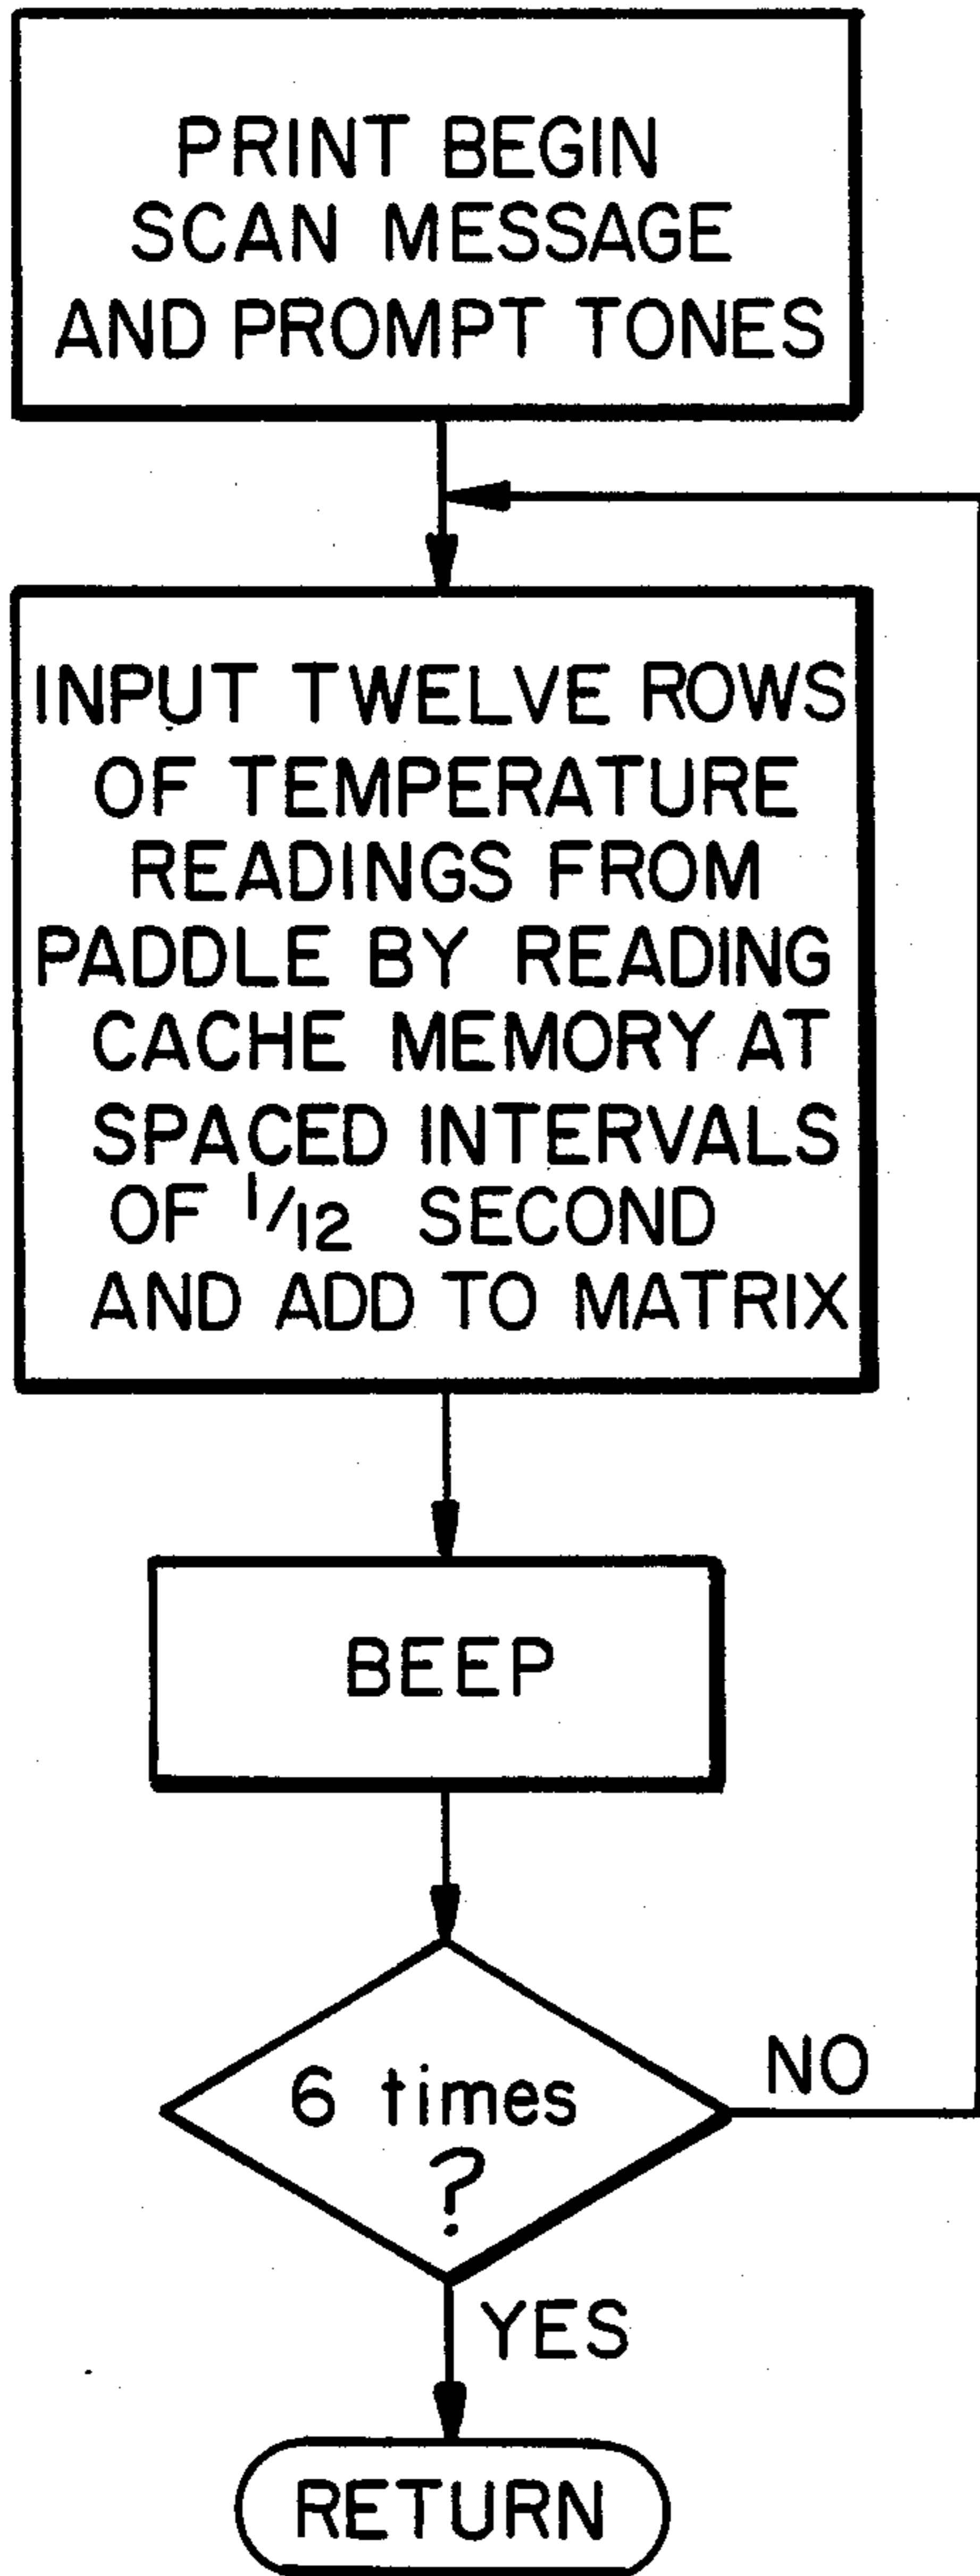 PRINT BEGIN
SCAN MESSAGE
AND PROMPT TONES
INPUT TWELVE ROWS
OF TEMPERATURE
READINGS FROM
PADDLE BY READING
CACHE MEMORY AT
SPACED INTERVALS
OF 1/12 SECOND
AND ADD TO MATRIX
BEEP
6 times
?
NO
YES
RETURN